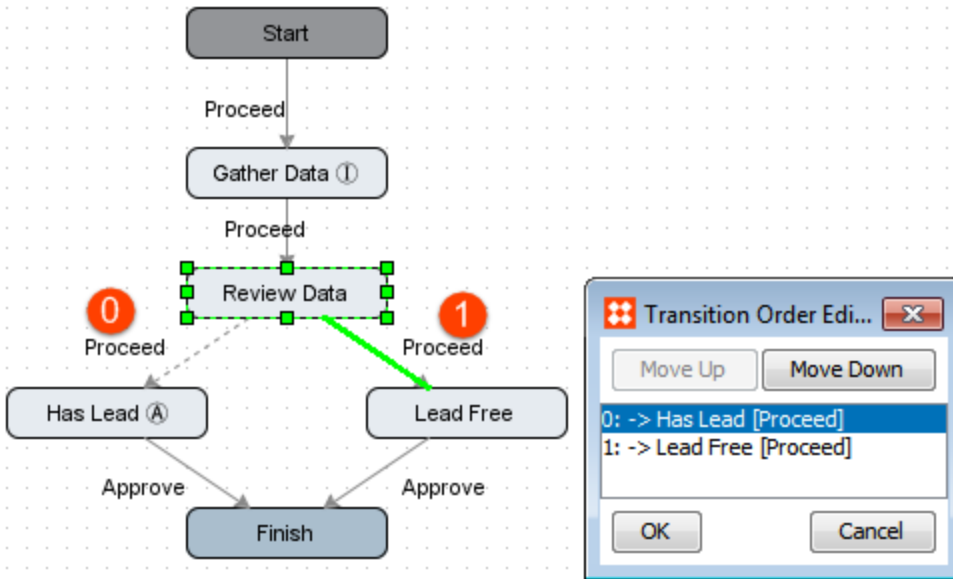 Start
Proceed
Gather Data Ⓘ
Proceed
Review Data
0
1
Proceed
Proceed
Has Lead Ⓐ
Lead Free
Approve
Approve
Finish
Transition Order Edi...
Move Up
Move Down
0: -> Has Lead [Proceed]
1: -> Lead Free [Proceed]
OK
Cancel